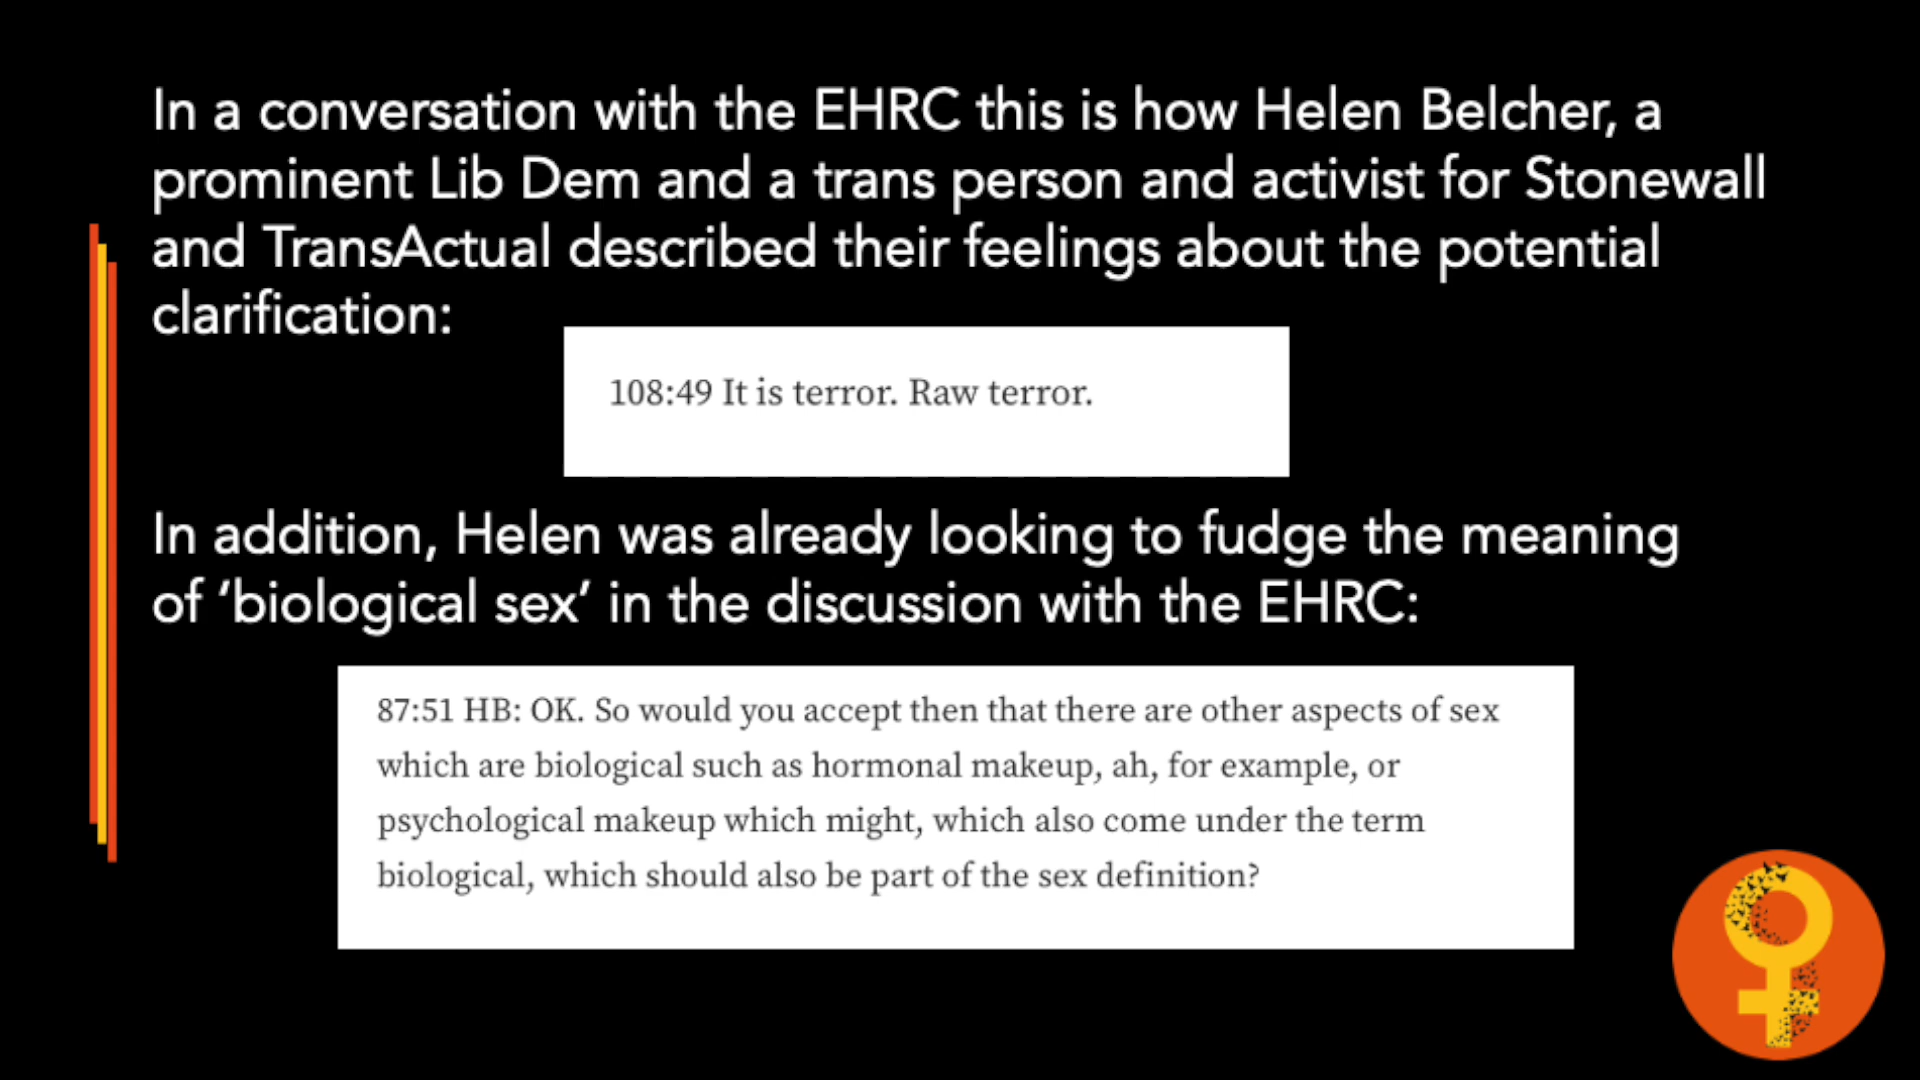 In a conversation with the EHRC this is how Helen Belcher, a
prominent Lib Dem and a trans person and activist for Stonewall
and TransActual described their feelings about the potential
clarification:
108:49 It is terror. Raw terror.
In addition, Helen was already looking to fudge the meaning
of ‘biological sex’ in the discussion with the EHRC:
87:51 HB: OK. So would you accept then that there are other aspects of sex
which are biological such as hormonal makeup, ah, for example, or
psychological makeup which might, which also come under the term
biological, which should also be part of the sex definition?